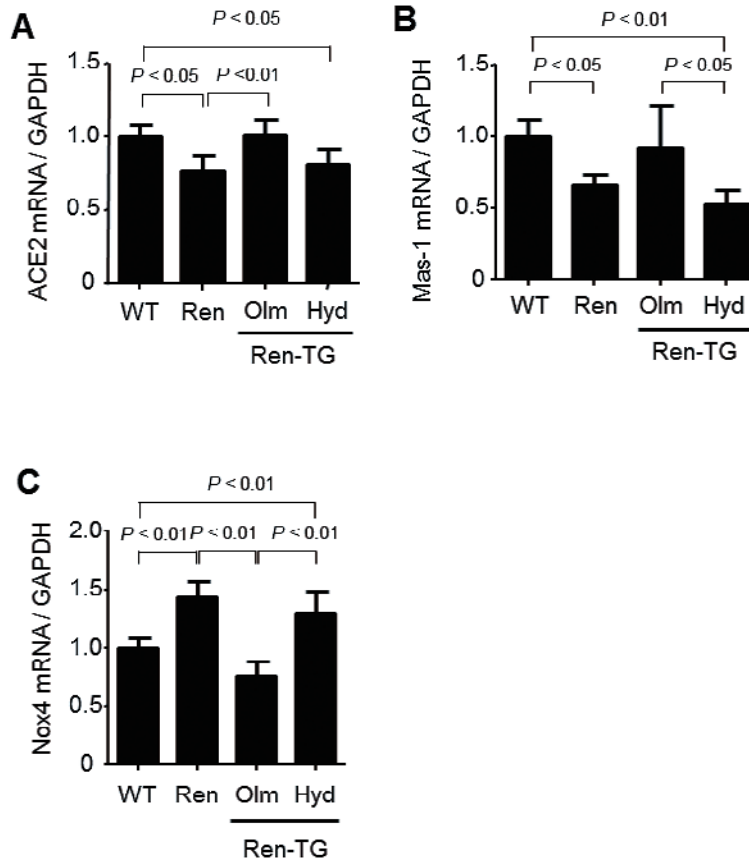 A
P < 0.05
P < 0.05
P < 0.01
ACE2 mRNA / GAPDH
1.5
1.0
0.5
0
WT Ren Olm Hyd
Ren-TG
B
P < 0.01
P < 0.05
P < 0.05
Mas-1 mRNA / GAPDH
1.5
1.0
0.5
0
WT Ren Olm Hyd
Ren-TG
C
P < 0.01
P < 0.01
P < 0.01
P < 0.01
Nox4 mRNA / GAPDH
2.0
1.5
1.0
0.5
0
WT Ren Olm Hyd
Ren-TG